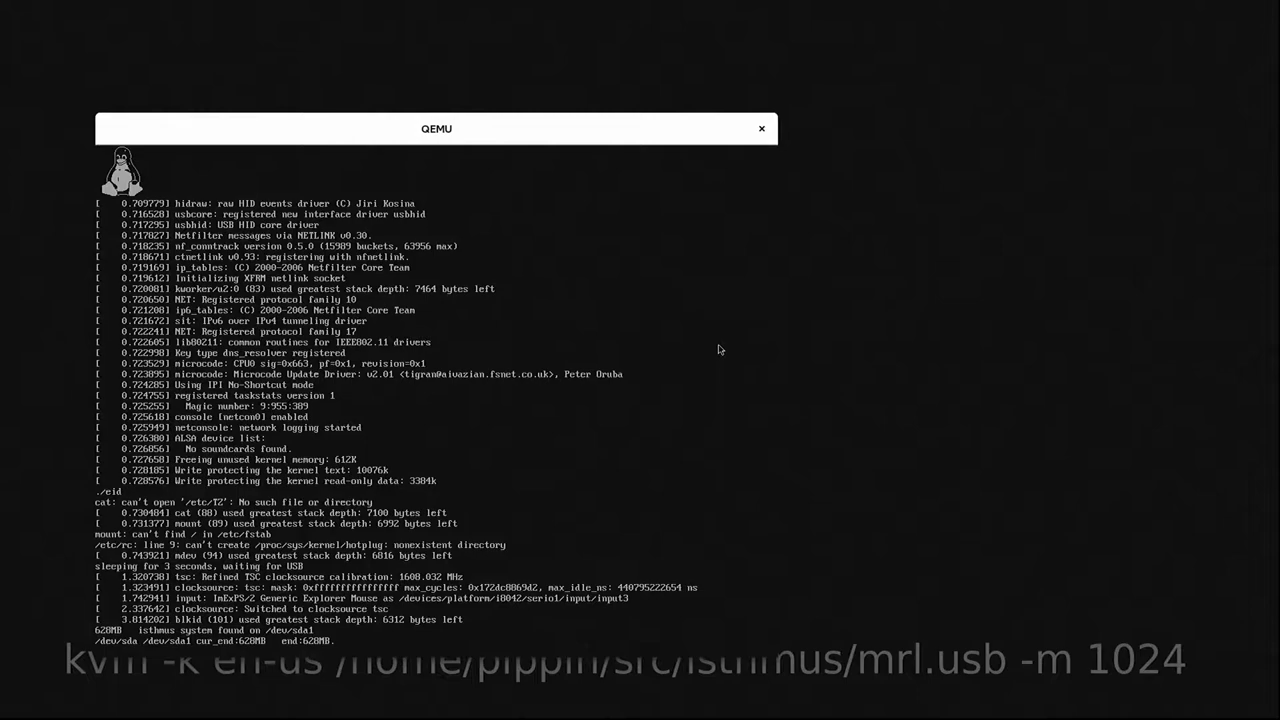 QEMU ×
[    0.709779] hidraw: raw HID events driver (C) Jiri Kosina
[    0.716528] usbcore: registered new interface driver usbhid
[    0.717295] usbhid: USB HID core driver
[    0.717827] Netfilter messages via NETLINK v0.30.
[    0.718235] nf_conntrack version 0.5.0 (15989 buckets, 63956 max)
[    0.718671] ctnetlink v0.93: registering with nfnetlink.
[    0.719169] ip_tables: (C) 2000-2006 Netfilter Core Team
[    0.719612] Initializing XFRM netlink socket
[    0.720081] kworker/u2:0 (83) used greatest stack depth: 7464 bytes left
[    0.720650] NET: Registered protocol family 10
[    0.721208] ip6_tables: (C) 2000-2006 Netfilter Core Team
[    0.721672] sit: IPv6 over IPv4 tunneling driver
[    0.722241] NET: Registered protocol family 17
[    0.722605] lib80211: common routines for IEEE802.11 drivers
[    0.722998] Key type dns_resolver registered
[    0.723529] microcode: CPU0 sig=0x663, pf=0x1, revision=0x1
[    0.723895] microcode: Microcode Update Driver: v2.01 <tigran@aivazian.fsnet.co.uk>, Peter Oruba
[    0.724285] Using IPI No-Shortcut mode
[    0.724755] registered taskstats version 1
[    0.725255]   Magic number: 9:955:389
[    0.725618] console [netcon0] enabled
[    0.725949] netconsole: network logging started
[    0.726380] ALSA device list:
[    0.726856]   No soundcards found.
[    0.727658] Freeing unused kernel memory: 612K
[    0.728185] Write protecting the kernel text: 10076k
[    0.728576] Write protecting the kernel read-only data: 3384k
./eid
cat: can't open '/etc/TZ': No such file or directory
[    0.730484] cat (88) used greatest stack depth: 7100 bytes left
[    0.731377] mount (89) used greatest stack depth: 6992 bytes left
mount: can't find / in /etc/fstab
/etc/rc: line 9: can't create /proc/sys/kernel/hotplug: nonexistent directory
[    0.743921] mdev (94) used greatest stack depth: 6816 bytes left
sleeping for 3 seconds, waiting for USB
[    1.320738] tsc: Refined TSC clocksource calibration: 1608.032 MHz
[    1.323491] clocksource: tsc: mask: 0xffffffffffffffff max_cycles: 0x172dc8869d2, max_idle_ns: 440795222654 ns
[    1.742941] input: ImExPS/2 Generic Explorer Mouse as /devices/platform/i8042/serio1/input/input3
[    2.337642] clocksource: Switched to clocksource tsc
[    3.814202] blkid (101) used greatest stack depth: 6312 bytes left
628MB   isthmus system found on /dev/sda1
/dev/sda /dev/sda1 cur_end:628MB   end:628MB.
kvm -k en-us /home/pippin/src/isthmus/mrl.usb -m 1024